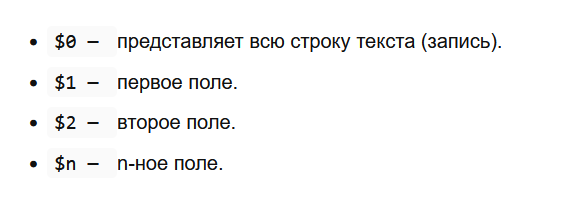 • $0 — представляет всю строку текста (запись).
• $1 — первое поле.
• $2 — второе поле.
• $n — n-ное поле.